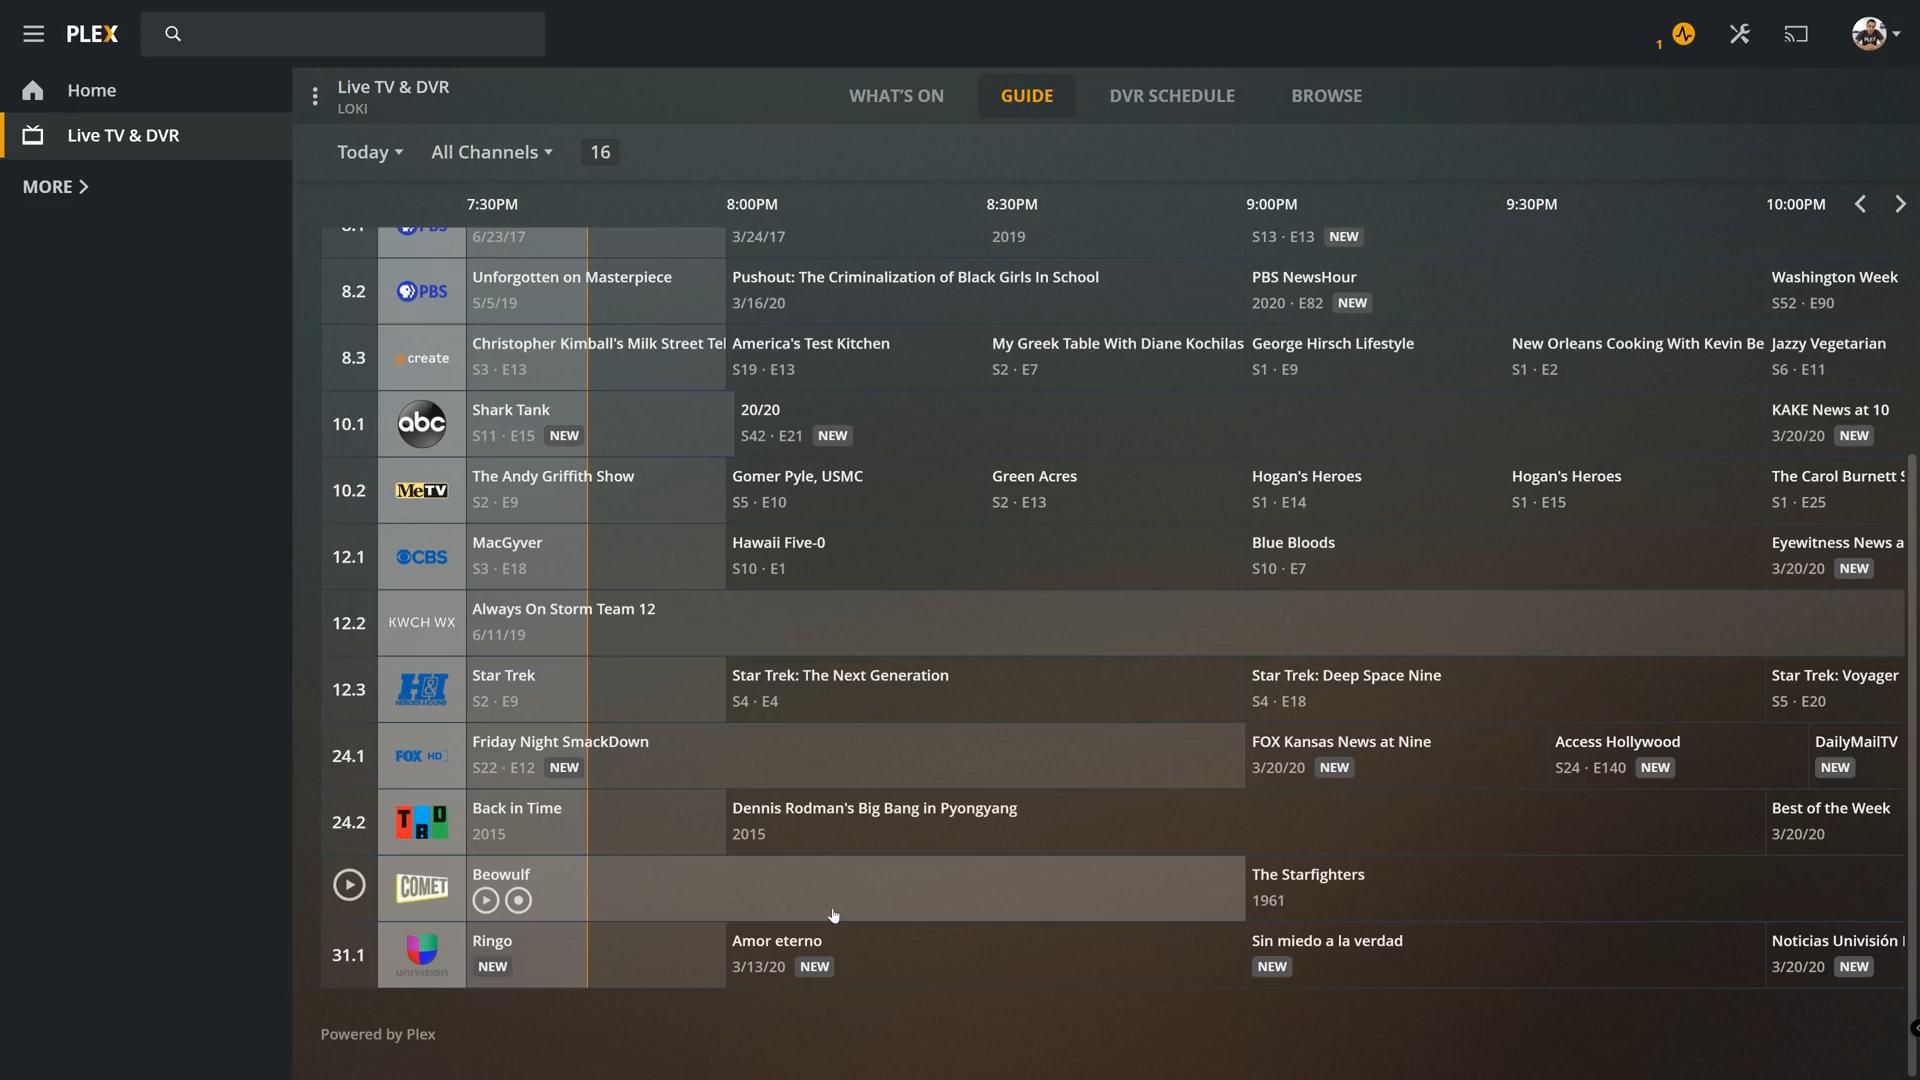 PLEX
1
Home
Live TV & DVR
MORE
Live TV & DVR
LOKI
WHAT'S ON
GUIDE
DVR SCHEDULE
BROWSE
Today
All Channels
16
7:30PM
8:00PM
8:30PM
9:00PM
9:30PM
10:00PM
6/23/17
3/24/17
2019
S13 · E13 NEW
8.2
PBS
Unforgotten on Masterpiece
5/5/19
Pushout: The Criminalization of Black Girls In School
3/16/20
PBS NewsHour
2020 · E82 NEW
Washington Week
S52 · E90
8.3
create
Christopher Kimball's Milk Street Tel
S3 · E13
America's Test Kitchen
S19 · E13
My Greek Table With Diane Kochilas
S2 · E7
George Hirsch Lifestyle
S1 · E9
New Orleans Cooking With Kevin Be
S1 · E2
Jazzy Vegetarian
S6 · E11
10.1
abc
Shark Tank
S11 · E15 NEW
20/20
S42 · E21 NEW
KAKE News at 10
3/20/20 NEW
10.2
MeTV
The Andy Griffith Show
S2 · E9
Gomer Pyle, USMC
S5 · E10
Green Acres
S2 · E13
Hogan's Heroes
S1 · E14
Hogan's Heroes
S1 · E15
The Carol Burnett S
S1 · E25
12.1
CBS
MacGyver
S3 · E18
Hawaii Five-0
S10 · E1
Blue Bloods
S10 · E7
Eyewitness News a
3/20/20 NEW
12.2
KWCH WX
Always On Storm Team 12
6/11/19
12.3
H&I
HEROES & ICONS
Star Trek
S2 · E9
Star Trek: The Next Generation
S4 · E4
Star Trek: Deep Space Nine
S4 · E18
Star Trek: Voyager
S5 · E20
24.1
FOX HD
Friday Night SmackDown
S22 · E12 NEW
FOX Kansas News at Nine
3/20/20 NEW
Access Hollywood
S24 · E140 NEW
DailyMailTV
NEW
24.2
TBD
Back in Time
2015
Dennis Rodman's Big Bang in Pyongyang
2015
Best of the Week
3/20/20
COMET
Beowulf
The Starfighters
1961
31.1
univision
Ringo
NEW
Amor eterno
3/13/20 NEW
Sin miedo a la verdad
NEW
Noticias Univisión
3/20/20 NEW
Powered by Plex